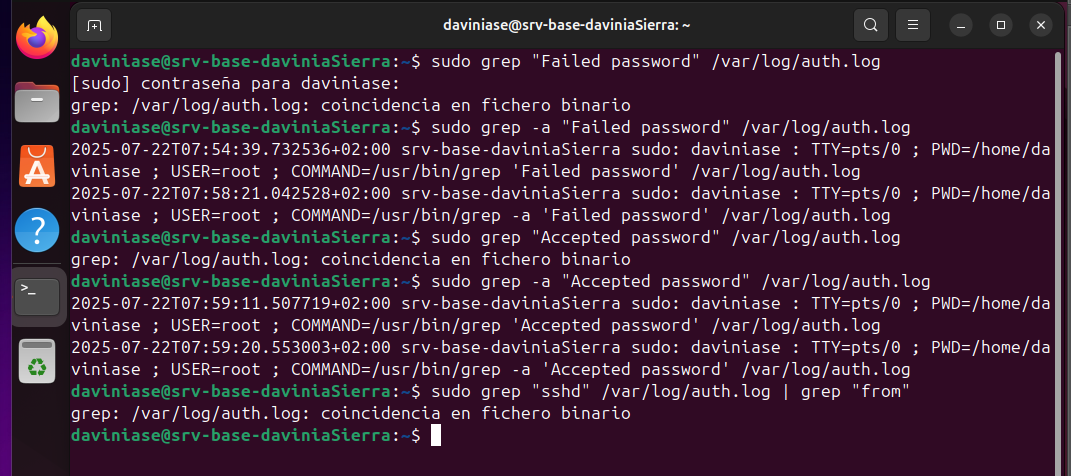 daviniase@srv-base-daviniaSierra: ~
daviniase@srv-base-daviniaSierra:~$ sudo grep "Failed password" /var/log/auth.log
[sudo] contraseña para daviniase:
grep: /var/log/auth.log: coincidencia en fichero binario
daviniase@srv-base-daviniaSierra:~$ sudo grep -a "Failed password" /var/log/auth.log
2025-07-22T07:54:39.732536+02:00 srv-base-daviniaSierra sudo: daviniase : TTY=pts/0 ; PWD=/home/da
viniase ; USER=root ; COMMAND=/usr/bin/grep 'Failed password' /var/log/auth.log
2025-07-22T07:58:21.042528+02:00 srv-base-daviniaSierra sudo: daviniase : TTY=pts/0 ; PWD=/home/da
viniase ; USER=root ; COMMAND=/usr/bin/grep -a 'Failed password' /var/log/auth.log
daviniase@srv-base-daviniaSierra:~$ sudo grep "Accepted password" /var/log/auth.log
grep: /var/log/auth.log: coincidencia en fichero binario
daviniase@srv-base-daviniaSierra:~$ sudo grep -a "Accepted password" /var/log/auth.log
2025-07-22T07:59:11.507719+02:00 srv-base-daviniaSierra sudo: daviniase : TTY=pts/0 ; PWD=/home/da
viniase ; USER=root ; COMMAND=/usr/bin/grep 'Accepted password' /var/log/auth.log
2025-07-22T07:59:20.553003+02:00 srv-base-daviniaSierra sudo: daviniase : TTY=pts/0 ; PWD=/home/da
viniase ; USER=root ; COMMAND=/usr/bin/grep -a 'Accepted password' /var/log/auth.log
daviniase@srv-base-daviniaSierra:~$ sudo grep "sshd" /var/log/auth.log | grep "from"
grep: /var/log/auth.log: coincidencia en fichero binario
daviniase@srv-base-daviniaSierra:~$